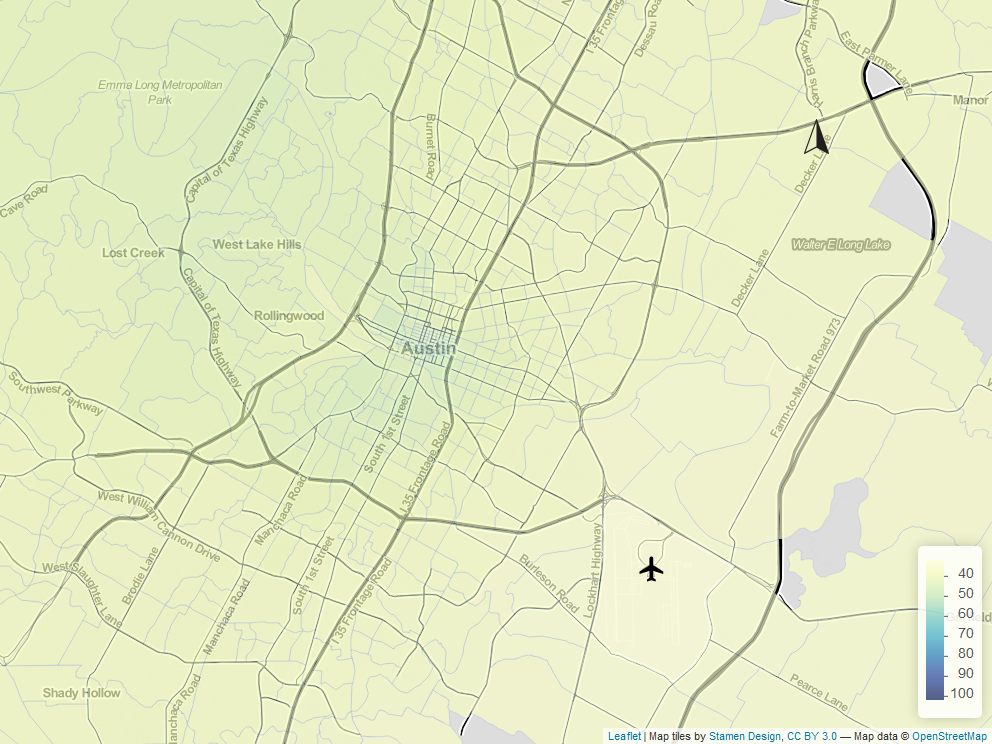 I 35 Frontage
Dessau Roa
Harris Branch Parkway
East Parmer Lane
Emma Long Metropolitan
Park
Manor
Capital of Texas Highway
Burnet Road
Decker Lane
Cave Road
Lost Creek
West Lake Hills
Walter E Long Lake
Capital of Texas Highway
Decker Lane
Rollingwood
Austin
Farm-to-Market Road 973
Southwest Parkway
South 1st Street
I 35 Frontage Road
West William Cannon Drive
Manchaca Road
Lockhart Highway
West Slaughter Lane
Brodie Lane
South 1st Street
I 35 Frontage Road
Burleson Road
Manchaca Road
40
50
60
70
80
90
100
Shady Hollow
Manchaca Road
Pearce Lane
Leaflet | Map tiles by Stamen Design, CC BY 3.0 — Map data © OpenStreetMap